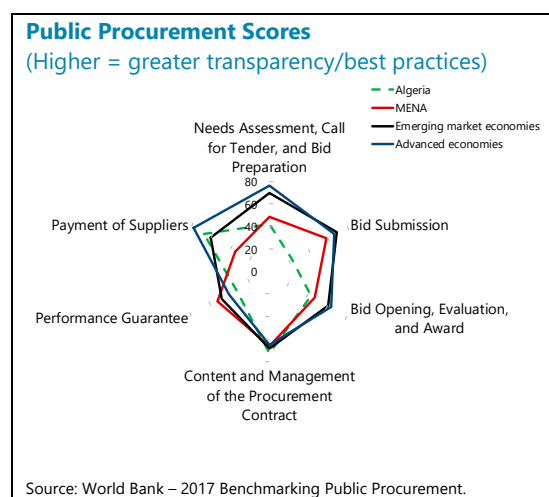 Public Procurement Scores
(Higher = greater transparency/best practices)
Algeria
MENA
Emerging market economies
Advanced economies
Needs Assessment, Call
for Tender, and Bid
Preparation
80
60
40
20
0
Payment of Suppliers
Bid Submission
Performance Guarantee
Bid Opening, Evaluation,
and Award
Content and Management
of the Procurement
Contract
Source: World Bank – 2017 Benchmarking Public Procurement.